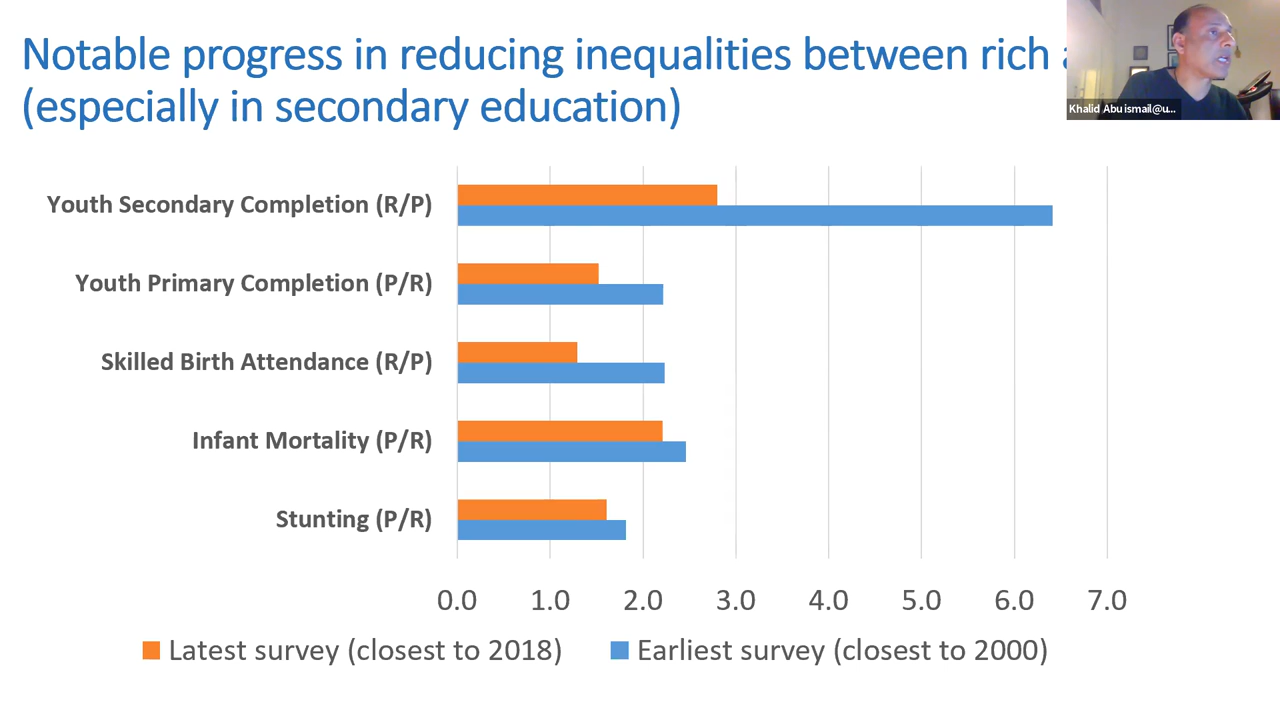 Notable progress in reducing inequalities between rich
(especially in secondary education)
Khalid Abu ismail@u...
Youth Secondary Completion (R/P)
Youth Primary Completion (P/R)
Skilled Birth Attendance (R/P)
Infant Mortality (P/R)
Stunting (P/R)
0.0 1.0 2.0 3.0 4.0 5.0 6.0 7.0
Latest survey (closest to 2018) Earliest survey (closest to 2000)